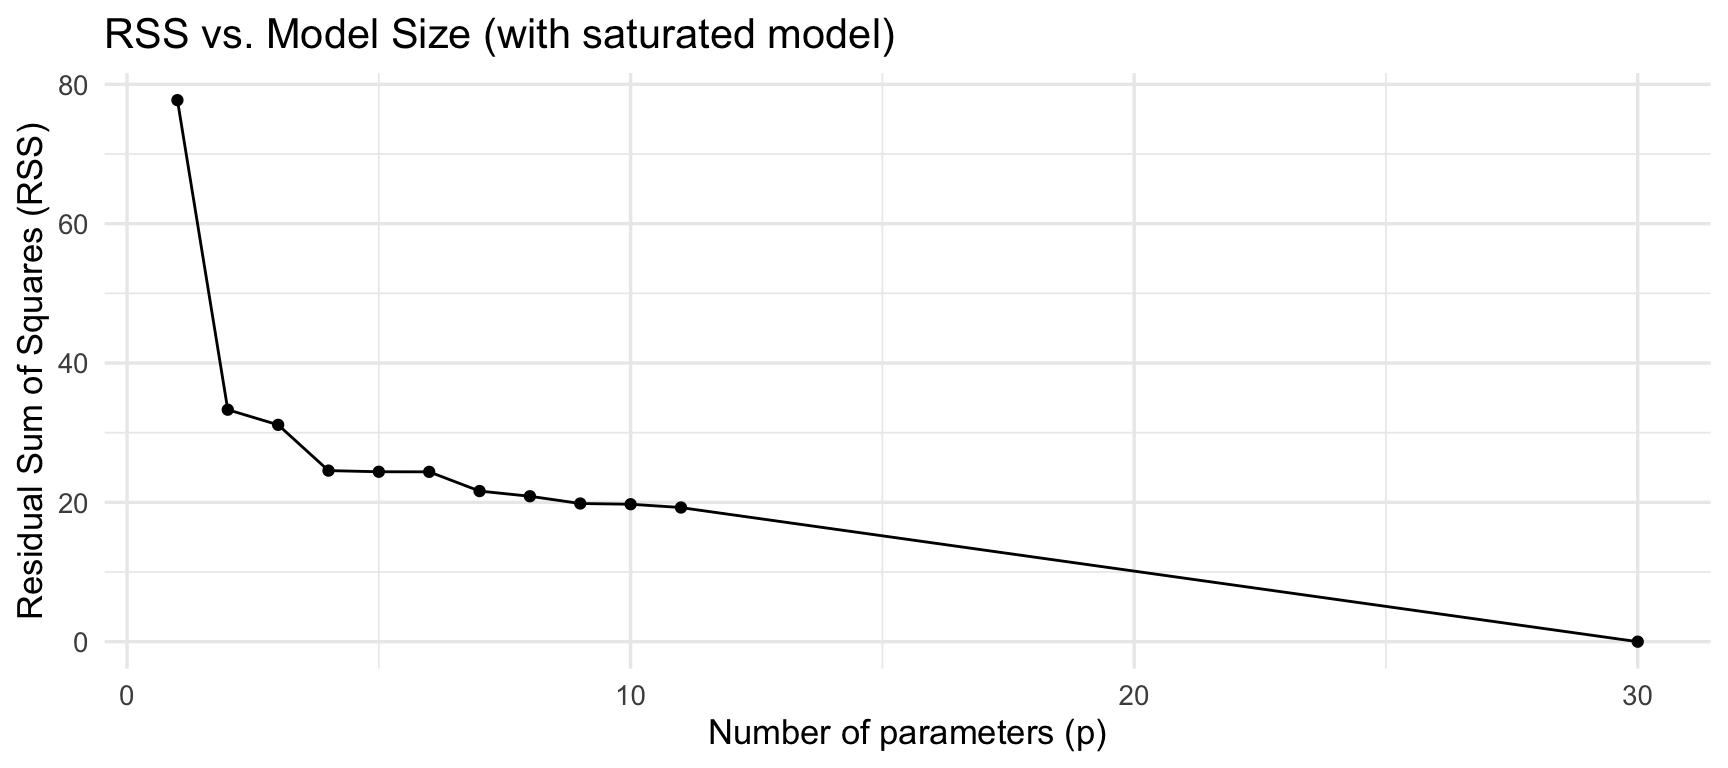 RSS vs. Model Size (with saturated model)
Residual Sum of Squares (RSS)
80
60
40
20
0
0 10 20 30
Number of parameters (p)